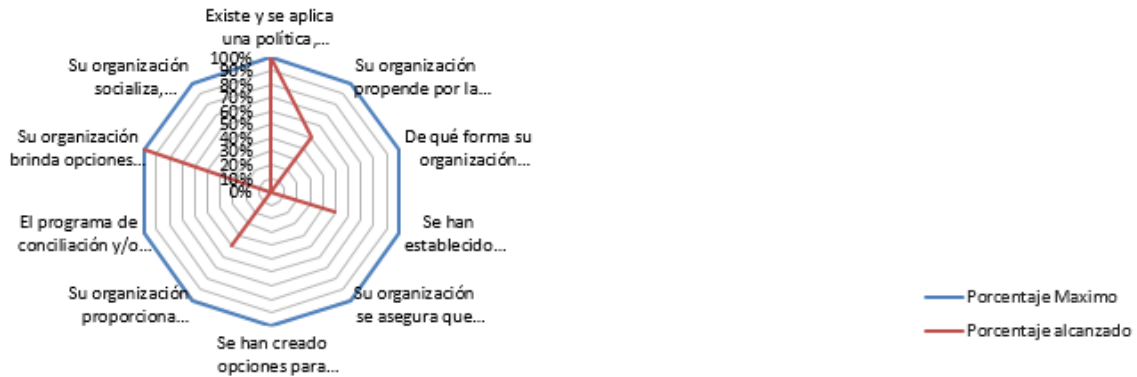 Existe y se aplica
una política,...
Su organización
propende por la...
De qué forma su
organización...
Se han
establecido...
Su organización
se asegura que...
Se han creado
opciones para...
Su organización
proporciona...
El programa de
conciliación y/o...
Su organización
brinda opciones...
Su organización
socializa,...
100%
90%
80%
70%
60%
50%
40%
30%
20%
10%
0%
Porcentaje Maximo
Porcentaje alcanzado